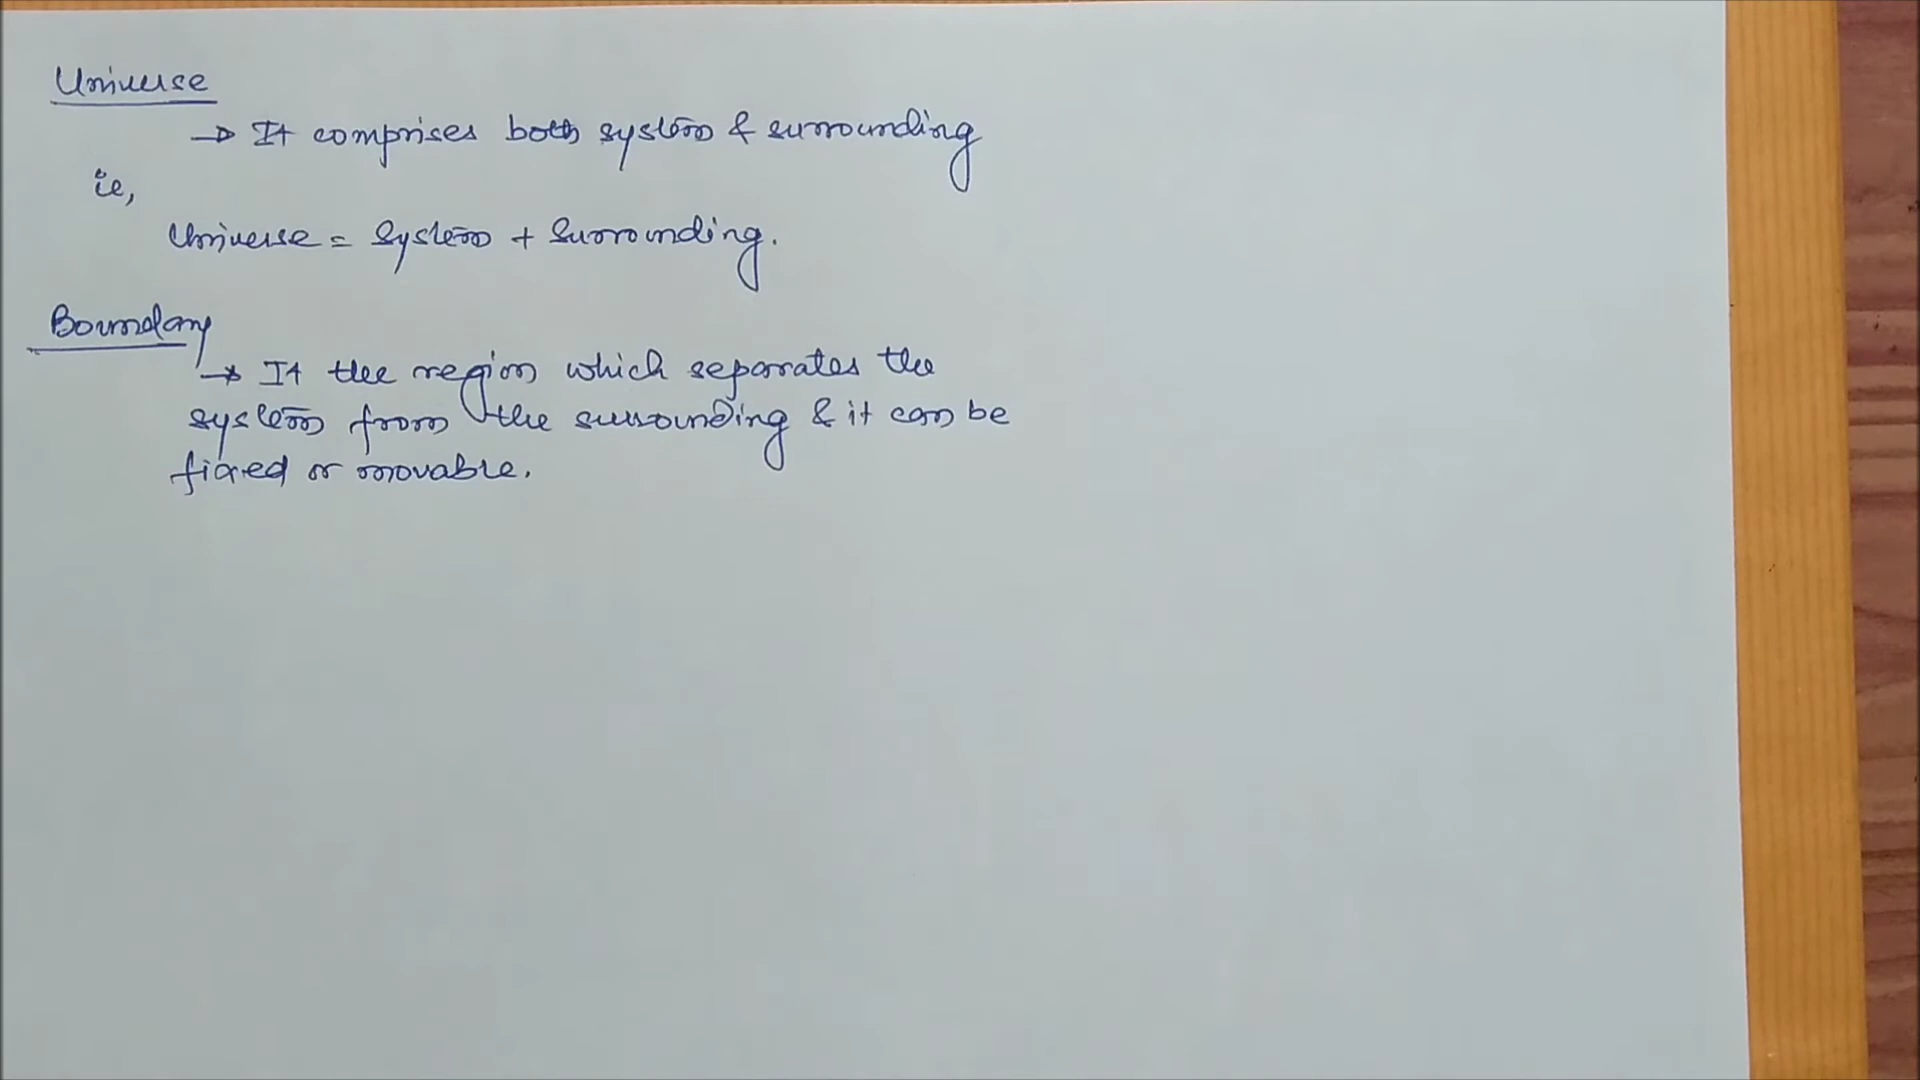 Universe
→ It comprises both system & surrounding
ie,
Universe = System + Surrounding.
Boundary
→ It the region which separates the
system from the surrounding & it can be
fixed or movable.